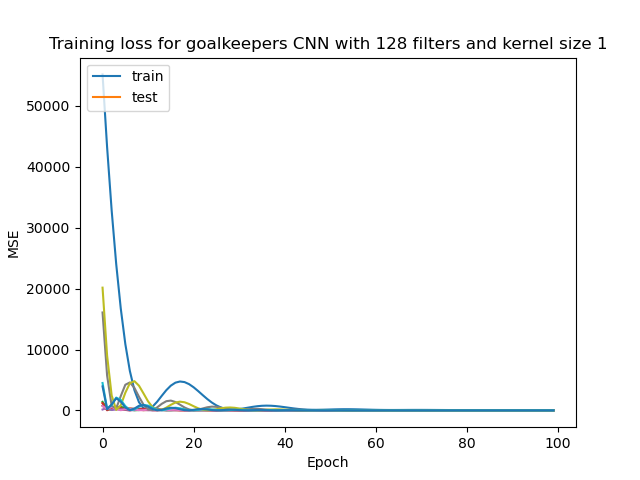 Training loss for goalkeepers CNN with 128 filters and kernel size 1
train
test
50000
40000
30000
20000
10000
0
MSE
0 20 40 60 80 100
Epoch